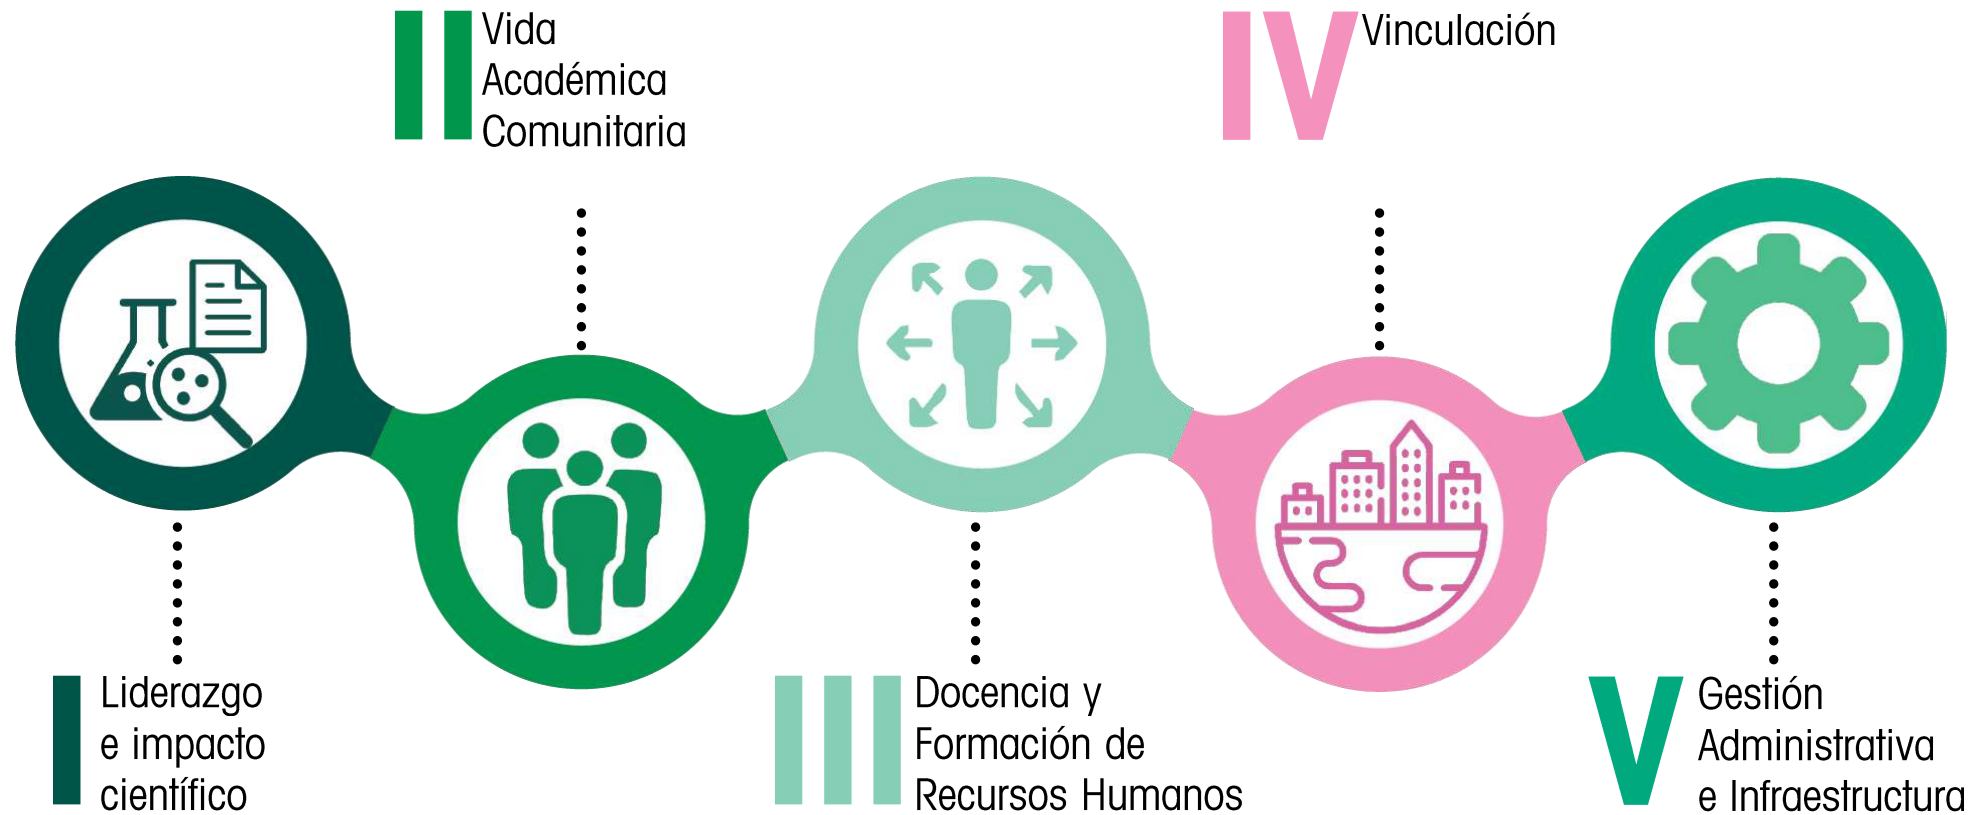 I
Liderazgo
e impacto
científico
II
Vida
Académica
Comunitaria
III
Docencia y
Formación de
Recursos Humanos
IV
Vinculación
V
Gestión
Administrativa
e Infraestructura